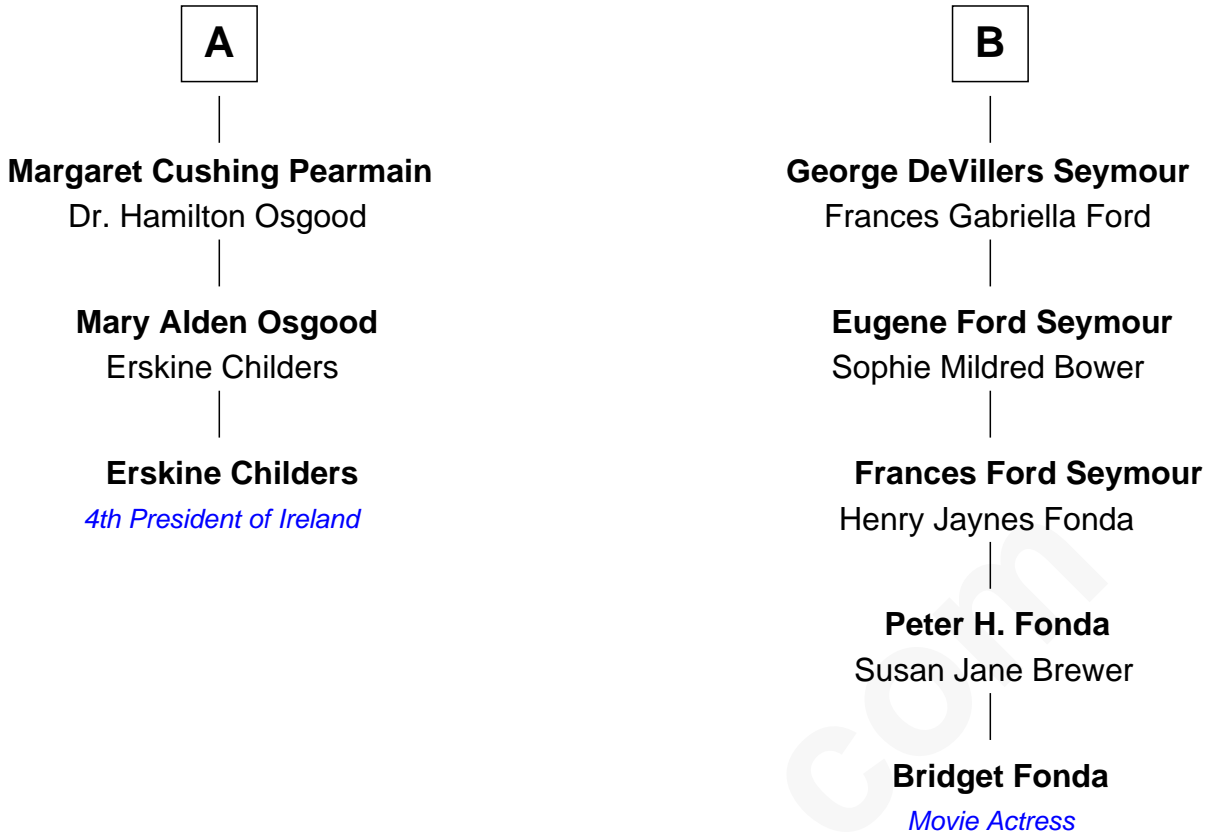 A
Margaret Cushing Pearmain
Dr. Hamilton Osgood
Mary Alden Osgood
Erskine Childers
Erskine Childers
4th President of Ireland
B
George DeVillers Seymour
Frances Gabriella Ford
Eugene Ford Seymour
Sophie Mildred Bower
Frances Ford Seymour
Henry Jaynes Fonda
Peter H. Fonda
Susan Jane Brewer
Bridget Fonda
Movie Actress
com